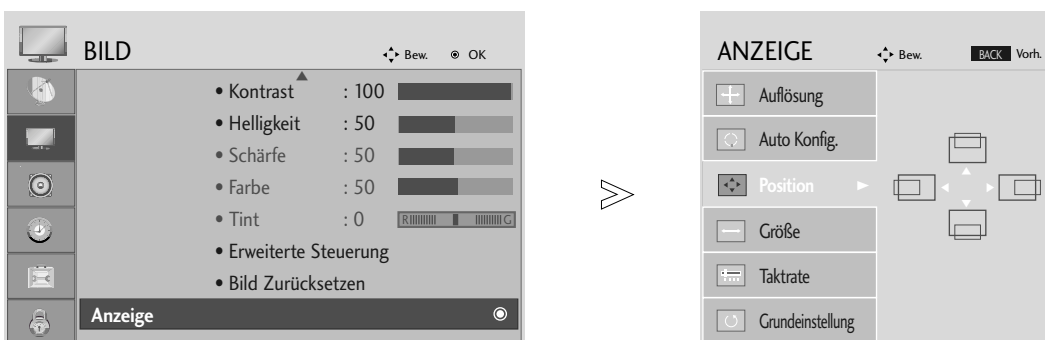 BILD
Bew.
OK
• Kontrast : 100
• Helligkeit : 50
• Schärfe : 50
• Farbe : 50
• Tint : 0 R G
• Erweiterte Steuerung
• Bild Zurücksetzen
Anzeige
ANZEIGE
Bew.
BACK Vorh.
Auflösung
Auto Konfig.
Position
Größe
Taktrate
Grundeinstellung